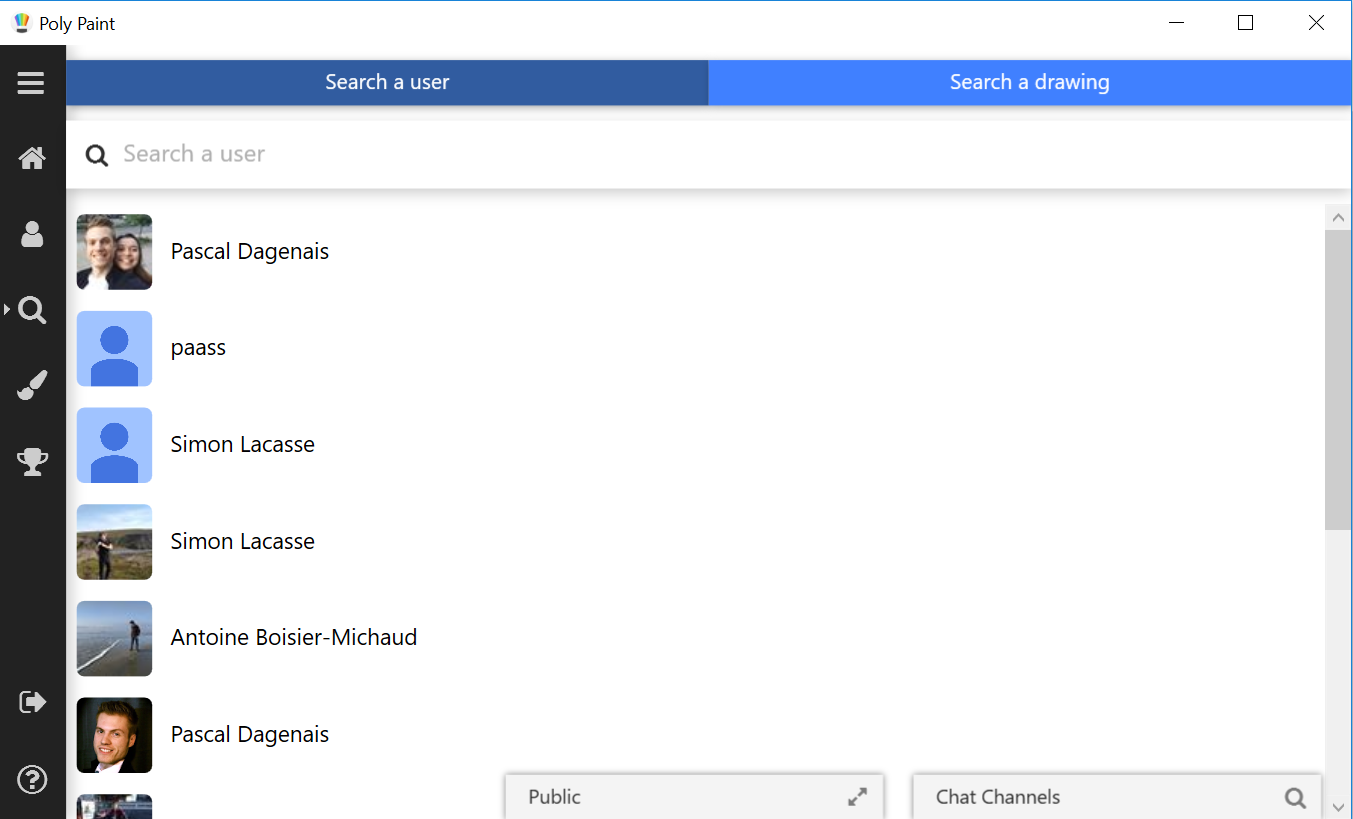 Poly Paint
Search a user
Search a drawing
Search a user
Pascal Dagenais
paass
Simon Lacasse
Simon Lacasse
Antoine Boisier-Michaud
Pascal Dagenais
Public
Chat Channels